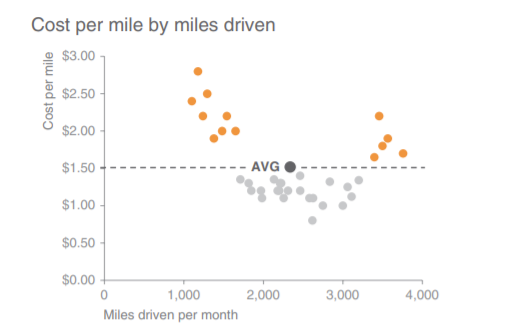 Cost per mile by miles driven
Cost per mile
$3.00
$2.50
$2.00
$1.50
AVG
$1.00
$0.50
$0.00
0 1,000 2,000 3,000 4,000
Miles driven per month